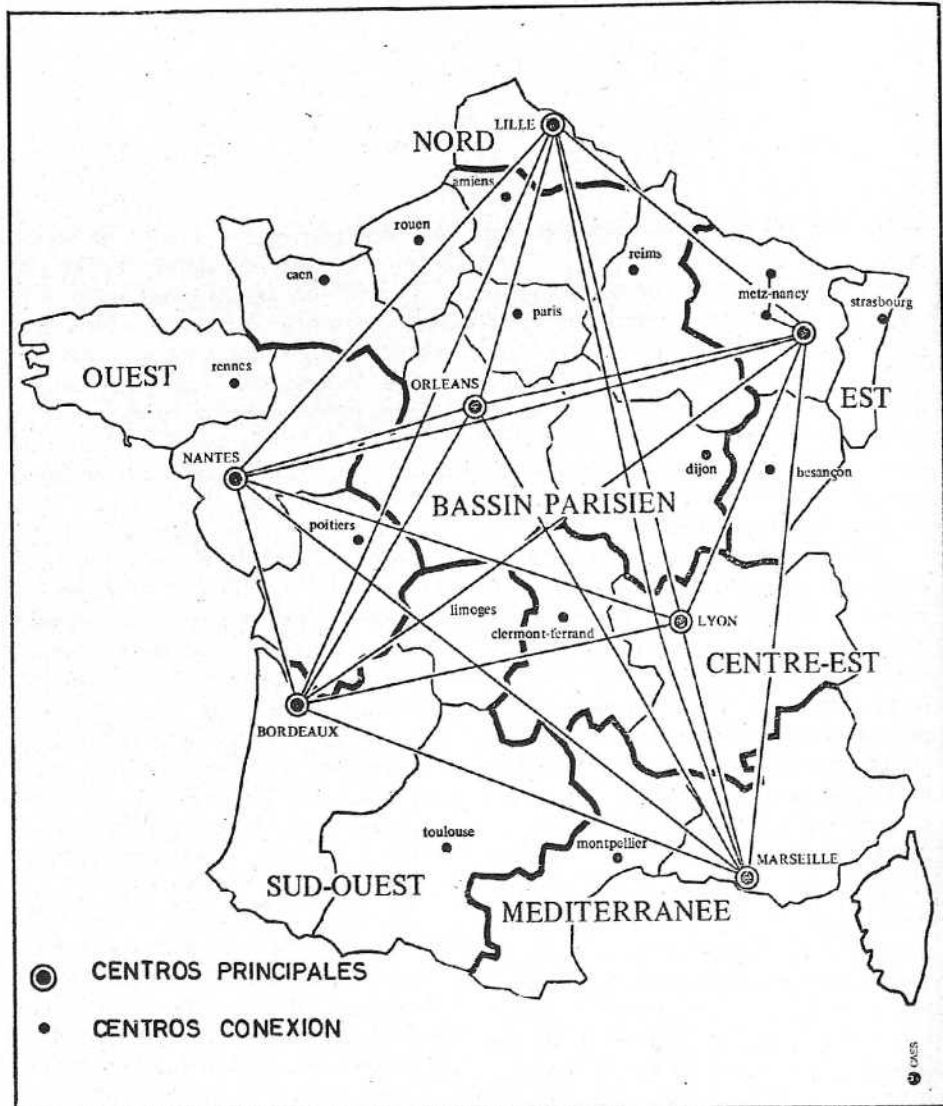 LILLE
NORD
amiens
rouen
reims
caen
metz-nancy
paris
strasbourg
OUEST
rennes
ORLEANS
EST
NANTES
dijon
besançon
BASSIN PARISIEN
poitiers
limoges
clermont-ferrand
LYON
CENTRE-EST
BORDEAUX
toulouse
montpellier
MARSEILLE
SUD-OUEST
MEDITERRANEE
CENTROS PRINCIPALES
CENTROS CONEXION
CAES